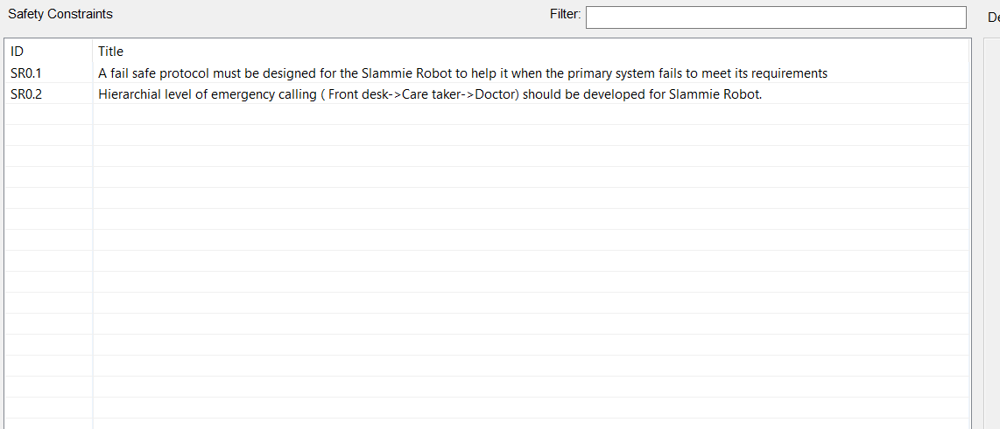 Safety Constraints
Filter:
ID Title
SR0.1 A fail safe protocol must be designed for the Slammie Robot to help it when the primary system fails to meet its requirements
SR0.2 Hierarchial level of emergency calling ( Front desk->Care taker->Doctor) should be developed for Slammie Robot.